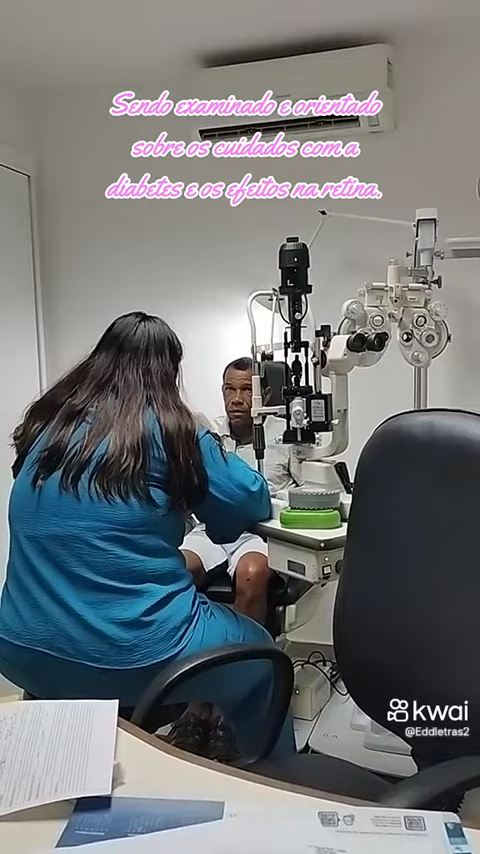 Sendo examinado e orientado
sobre os cuidados com a
diabetes e os efeitos na retina.
kwai
@Eddletras2